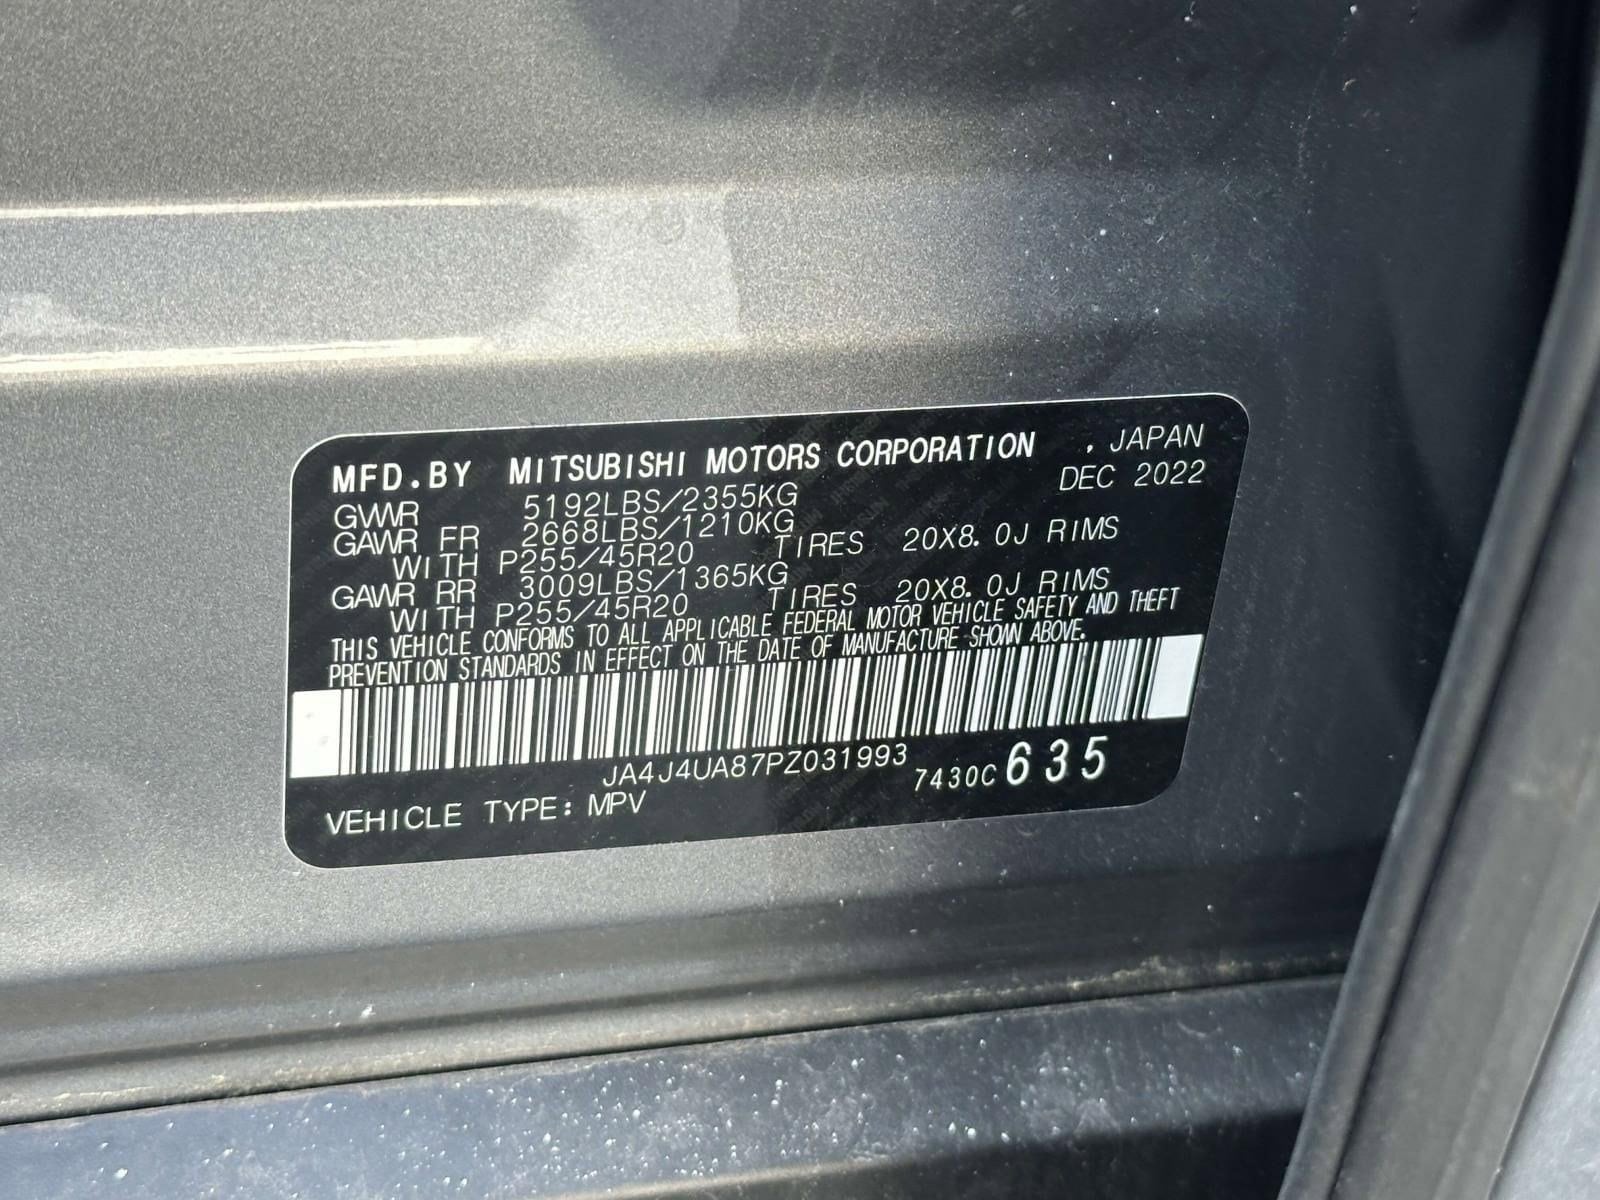 MFD.BY MITSUBISHI MOTORS CORPORATION , JAPAN
GVWR 5192LBS/2355KG DEC 2022
GAWR FR 2668LBS/1210KG
WITH P255/45R20 TIRES 20X8.0J RIMS
GAWR RR 3009LBS/1365KG
WITH P255/45R20 TIRES 20X8.0J RIMS
THIS VEHICLE CONFORMS TO ALL APPLICABLE FEDERAL MOTOR VEHICLE SAFETY AND THEFT
PREVENTION STANDARDS IN EFFECT ON THE DATE OF MANUFACTURE SHOWN ABOVE.
JA4J4UA87PZ031993 7430C 635
VEHICLE TYPE: MPV